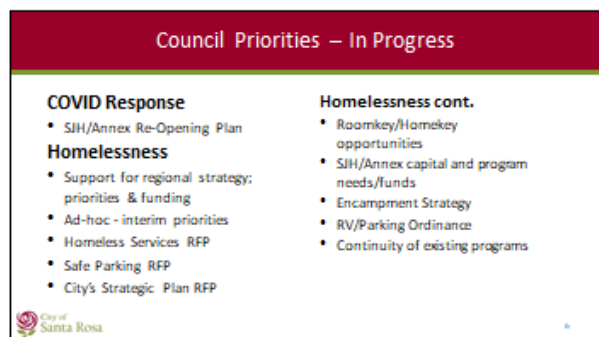 Council Priorities – In Progress
COVID Response
• SJH/Annex Re-Opening Plan
Homelessness
• Support for regional strategy;
priorities & funding
• Ad-hoc - interim priorities
• Homeless Services RFP
• Safe Parking RFP
• City's Strategic Plan RFP
Homelessness cont.
• Roomkey/Homekey
opportunities
• SJH/Annex capital and program
needs/funds
• Encampment Strategy
• RV/Parking Ordinance
• Continuity of existing programs
City of
Santa Rosa